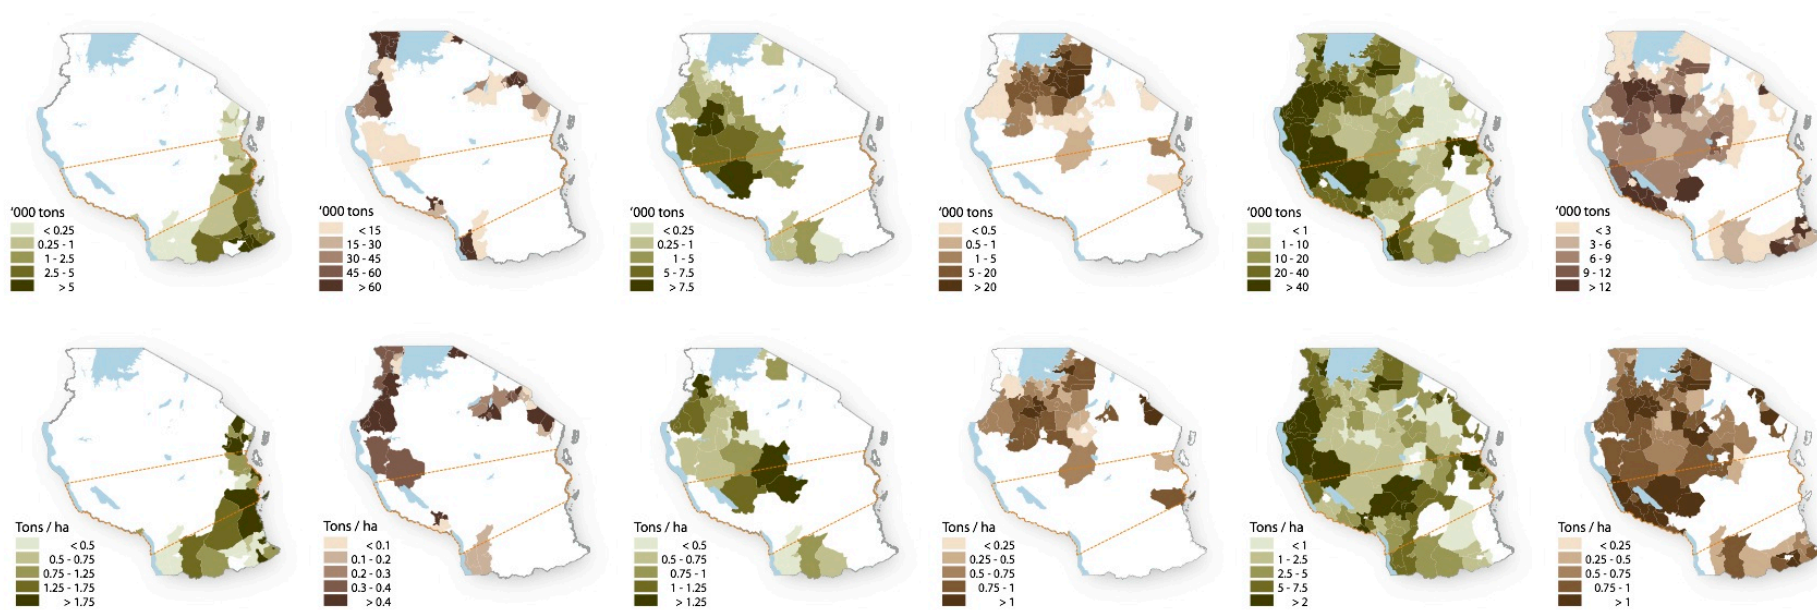 '000 tons
< 0.25
0.25 - 1
1 - 2.5
2.5 - 5
> 5
'000 tons
< 15
15 - 30
30 - 45
45 - 60
> 60
'000 tons
< 0.25
0.25 - 1
1 - 5
5 - 7.5
> 7.5
'000 tons
< 0.5
0.5 - 1
1 - 5
5 - 20
> 20
'000 tons
< 1
1 - 10
10 - 20
20 - 40
> 40
'000 tons
< 3
3 - 6
6 - 9
9 - 12
> 12
Tons / ha
< 0.5
0.5 - 0.75
0.75 - 1.25
1.25 - 1.75
> 1.75
Tons / ha
< 0.1
0.1 - 0.2
0.2 - 0.3
0.3 - 0.4
> 0.4
Tons / ha
< 0.5
0.5 - 0.75
0.75 - 1
1 - 1.25
> 1.25
Tons / ha
< 0.25
0.25 - 0.5
0.5 - 0.75
0.75 - 1
> 1
Tons / ha
< 1
1 - 2.5
2.5 - 5
5 - 7.5
> 2
Tons / ha
< 0.25
0.25 - 0.5
0.5 - 0.75
0.75 - 1
> 1